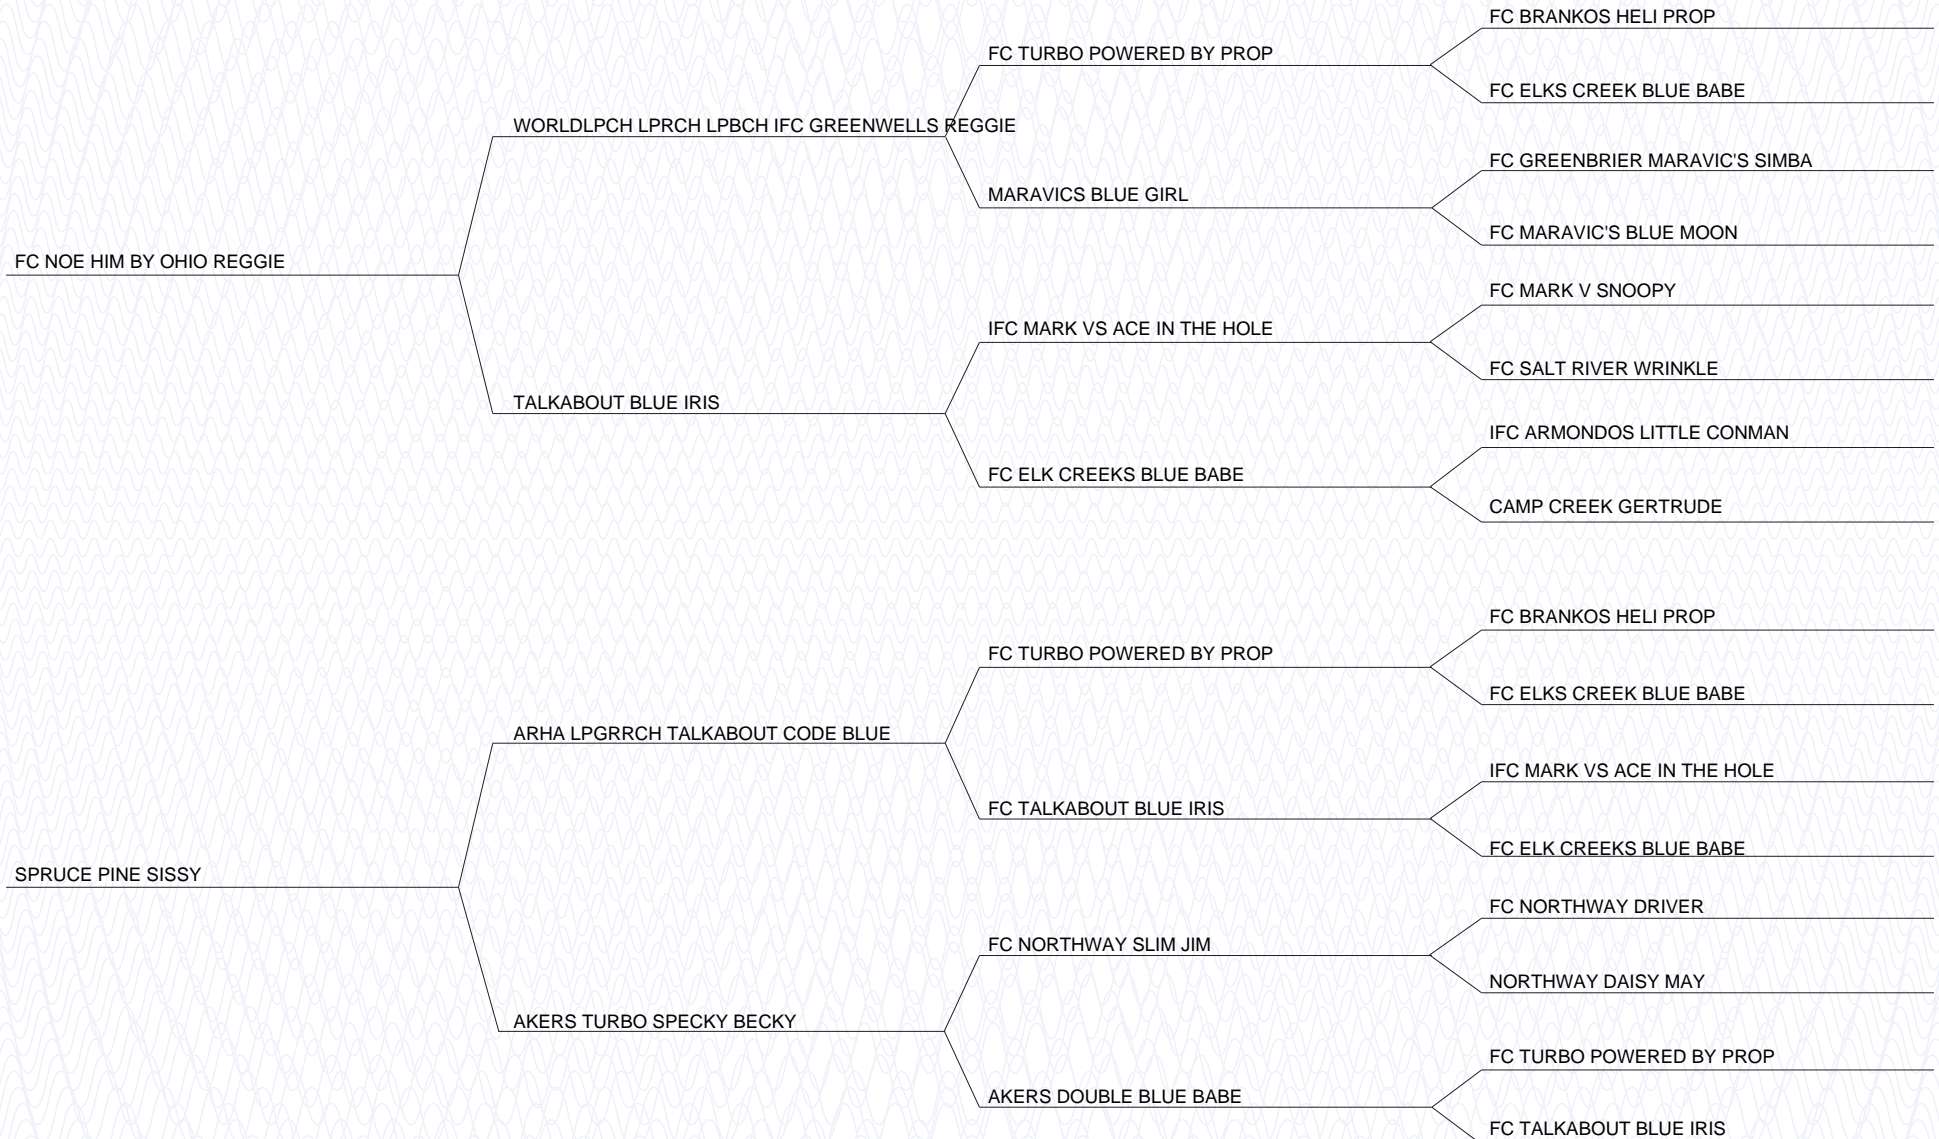 FC BRANKOS HELI PROP
FC TURBO POWERED BY PROP
FC ELKS CREEK BLUE BABE
WORLDLPCH LPRCH LPBCH IFC GREENWELLS REGGIE
FC GREENBRIER MARAVIC'S SIMBA
MARAVICS BLUE GIRL
FC MARAVIC'S BLUE MOON
FC NOE HIM BY OHIO REGGIE
FC MARK V SNOOPY
IFC MARK VS ACE IN THE HOLE
FC SALT RIVER WRINKLE
TALKABOUT BLUE IRIS
IFC ARMONDOS LITTLE CONMAN
FC ELK CREEKS BLUE BABE
CAMP CREEK GERTRUDE
FC BRANKOS HELI PROP
FC TURBO POWERED BY PROP
FC ELKS CREEK BLUE BABE
ARHA LPGRRCH TALKABOUT CODE BLUE
IFC MARK VS ACE IN THE HOLE
FC TALKABOUT BLUE IRIS
FC ELK CREEKS BLUE BABE
SPRUCE PINE SISSY
FC NORTHWAY DRIVER
FC NORTHWAY SLIM JIM
NORTHWAY DAISY MAY
AKERS TURBO SPECKY BECKY
FC TURBO POWERED BY PROP
AKERS DOUBLE BLUE BABE
FC TALKABOUT BLUE IRIS